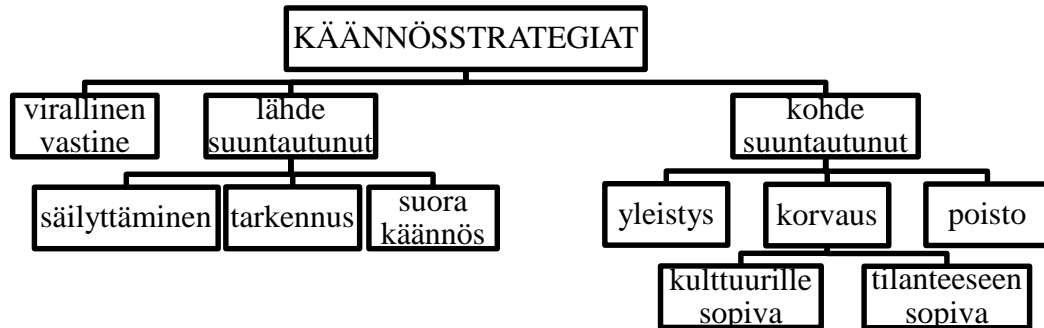 KÄÄNNÖSSTRATEGIAT
virallinen
vastine
lähde
suuntautunut
kohde
suuntautunut
säilyttäminen
tarkennus
suora
käännös
yleistys
korvaus
poisto
kulttuurille
sopiva
tilanteeseen
sopiva